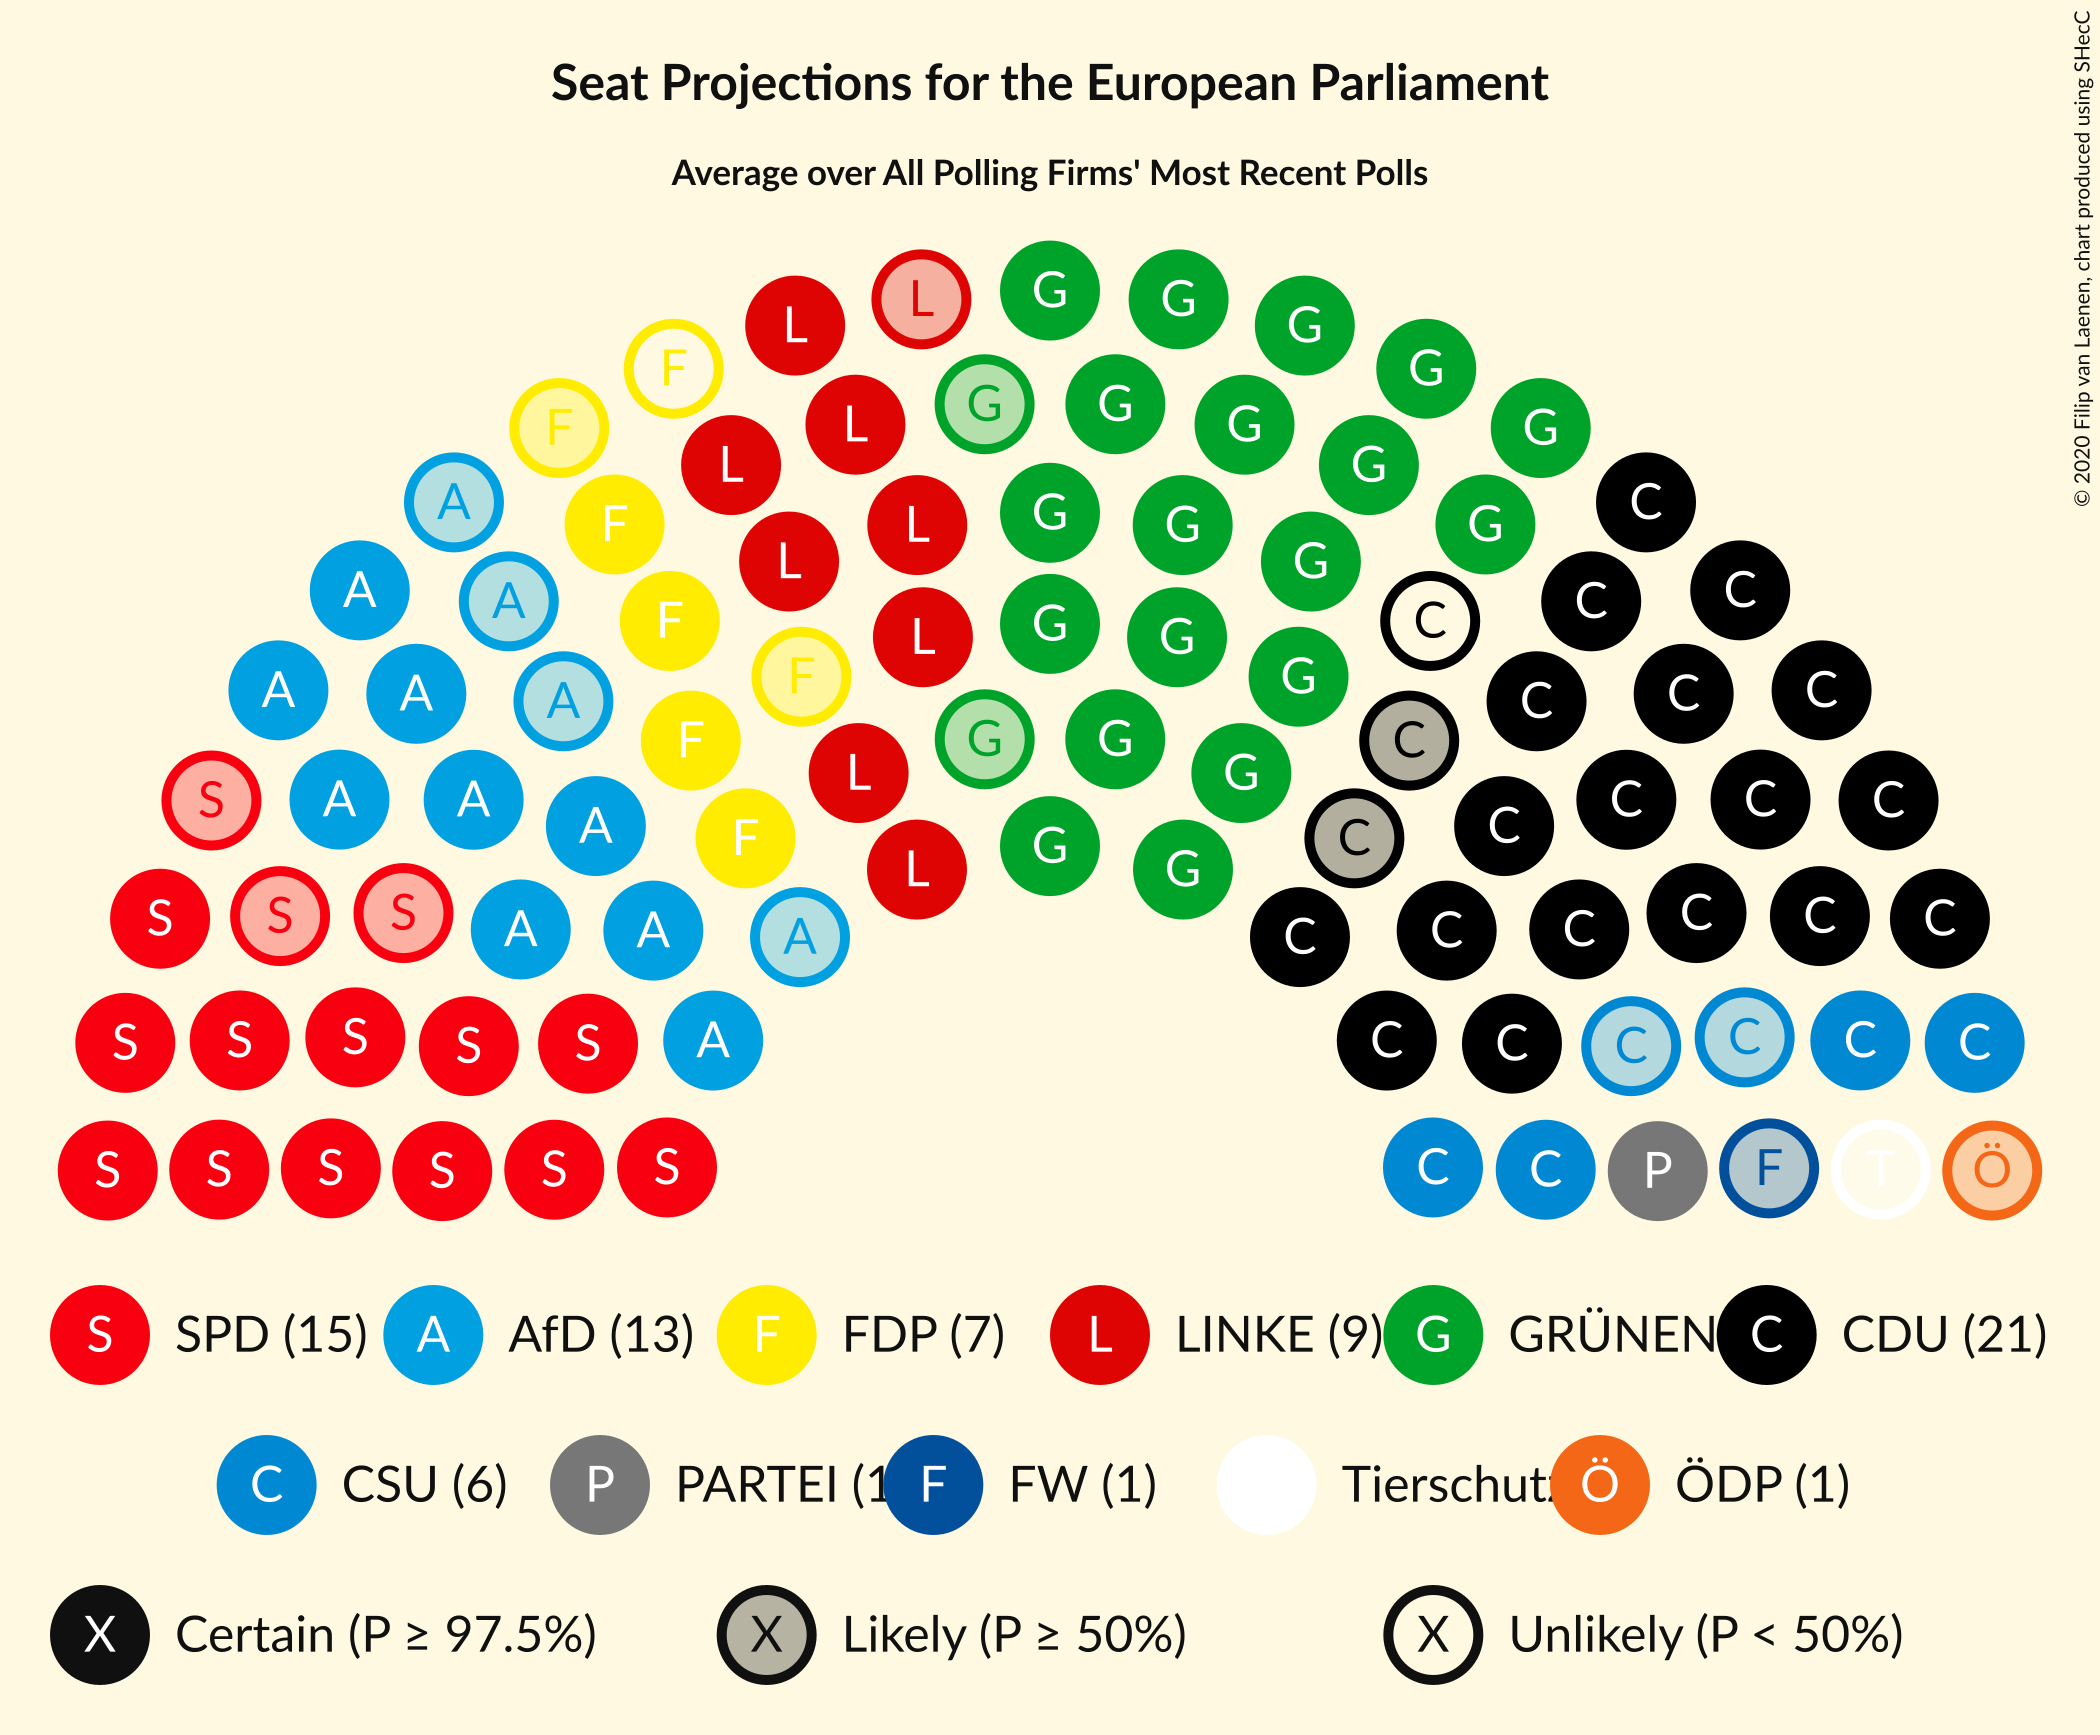 Seat Projections for the European Parliament
Average over All Polling Firms' Most Recent Polls
© 2020 Filip van Laenen, chart produced using SHecC
L G G G
F L G G
F L G G G G
A L G C
F L G G G C
A A F L G C C
F L G G G C
A A A F F G G G C C C C
S A A A F L G C C C C C
S S S A A A L G G C C C C C C C
S S S S S A C C C C C C
S S S S S S C C P F T Ö
S SPD (15) A AfD (13) F FDP (7) L LINKE (9) G GRÜNEN C CDU (21)
C CSU (6) P PARTEI (1 F FW (1) Tierschutz Ö ÖDP (1)
X Certain (P ≥ 97.5%) X Likely (P ≥ 50%) X Unlikely (P < 50%)